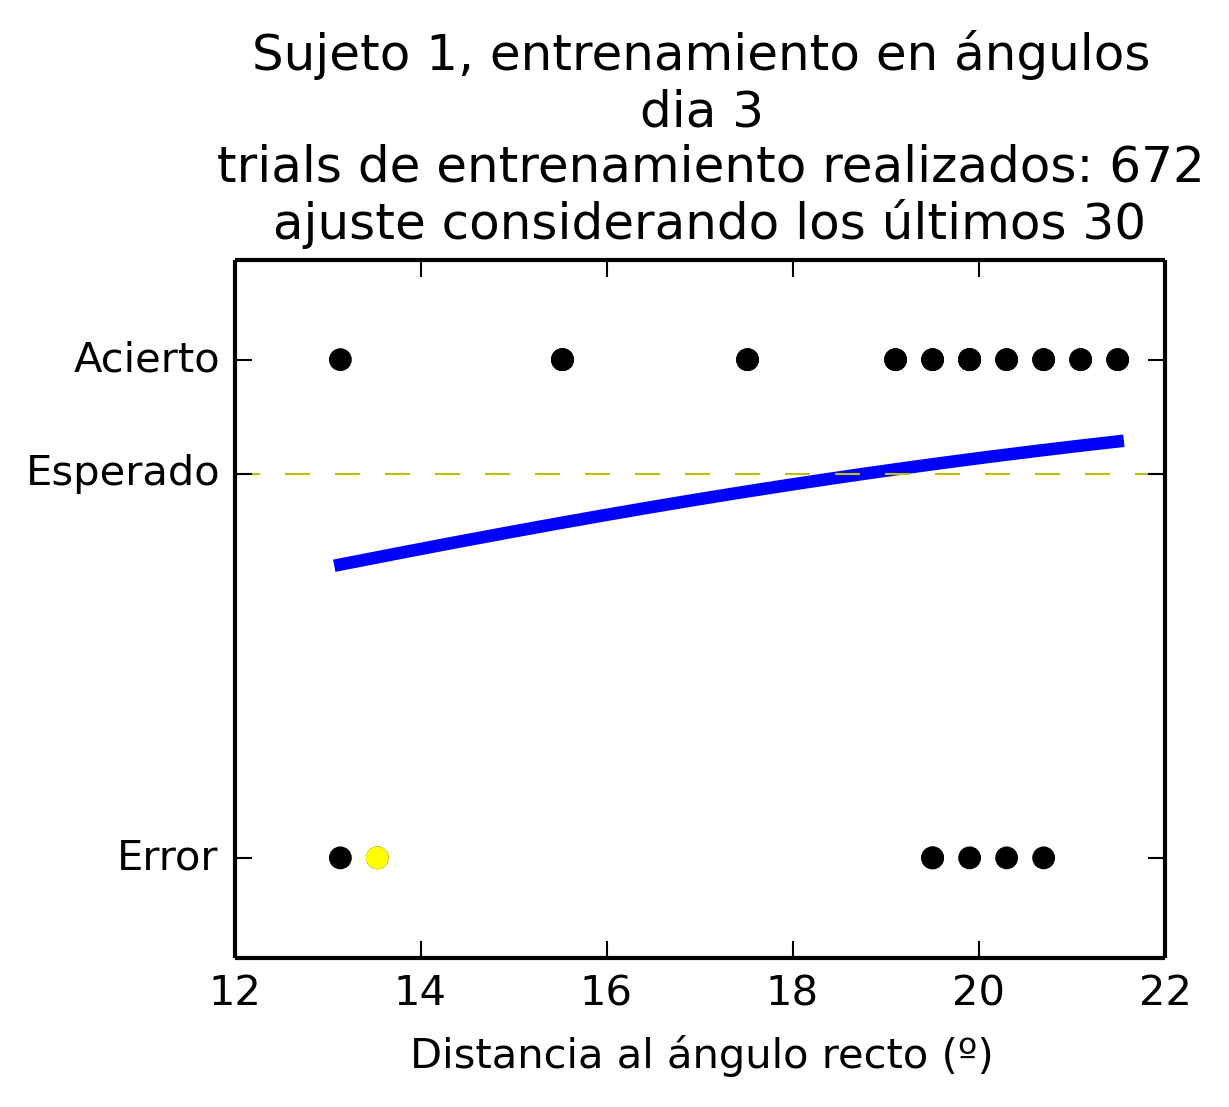 Sujeto 1, entrenamiento en ángulos
dia 3
trials de entrenamiento realizados: 672
ajuste considerando los últimos 30
Acierto
Esperado
Error
12 14 16 18 20 22
Distancia al ángulo recto (º)